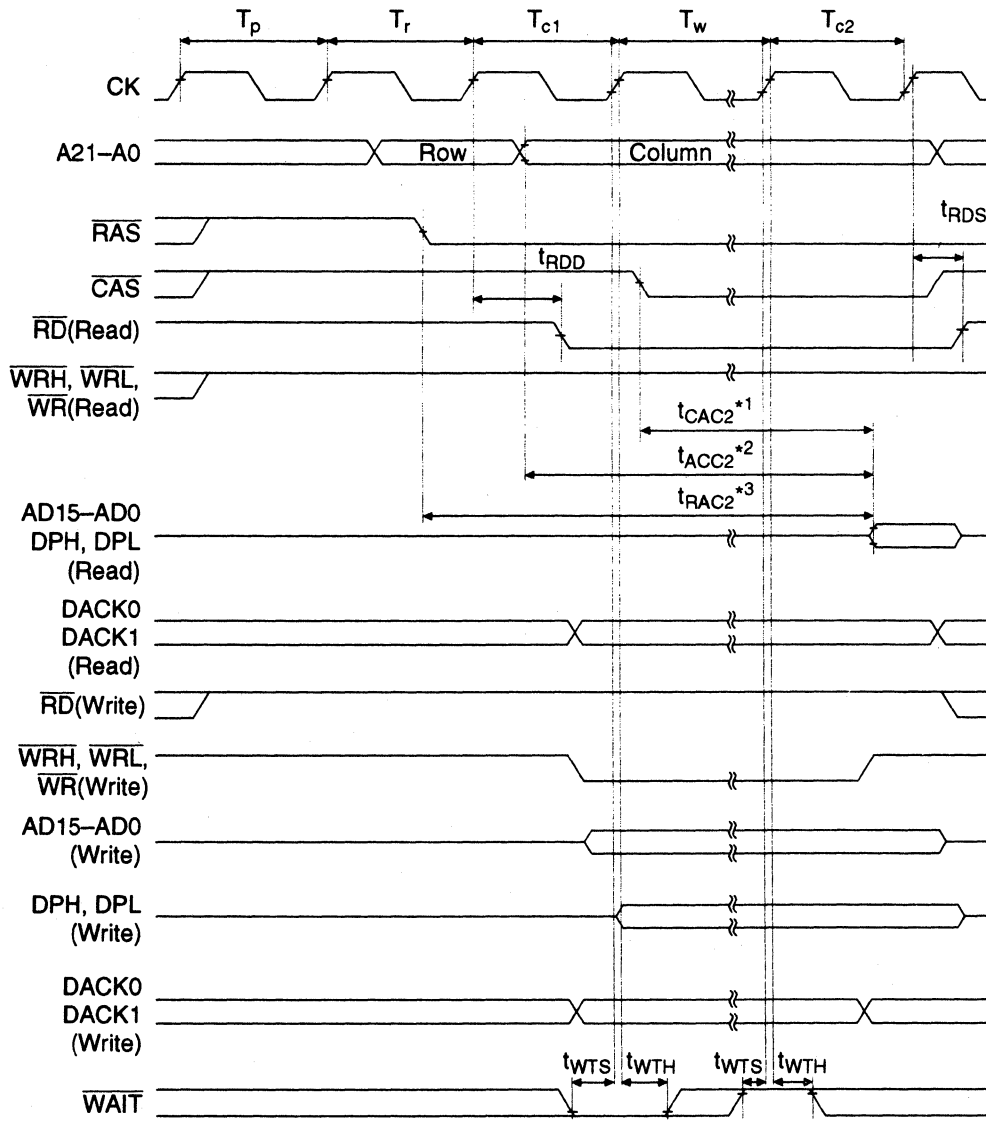 Tp Tr Tc1 Tw Tc2
CK
A21–A0 Row Column
RAS
tRDS
tRDD
CAS
RD(Read)
WRH, WRL,
WR(Read)
tCAC2*1
tACC2*2
tRAC2*3
AD15–AD0
DPH, DPL
(Read)
DACK0
DACK1
(Read)
RD(Write)
WRH, WRL,
WR(Write)
AD15–AD0
(Write)
DPH, DPL
(Write)
DACK0
DACK1
(Write)
tWTS tWTH tWTS tWTH
WAIT